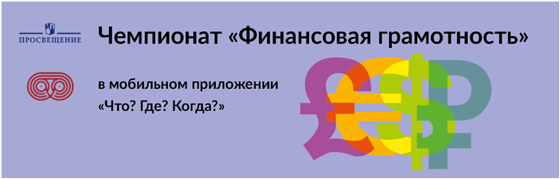 ПРОСВЕЩЕНИЕ
Чемпионат «Финансовая грамотность»
в мобильном приложении
«Что? Где? Когда?»
£€$₽